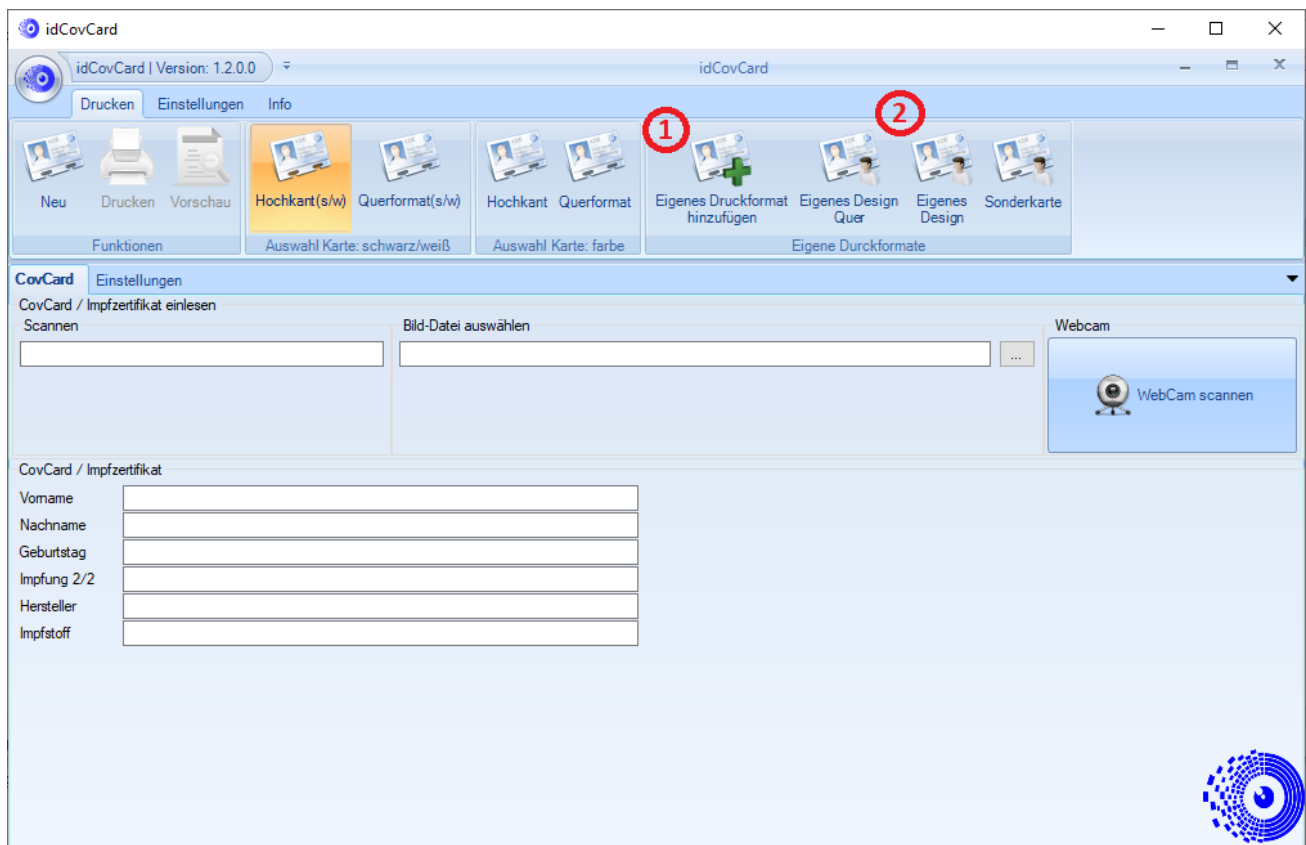 idCovCard
idCovCard | Version: 1.2.0.0
idCovCard
Drucken Einstellungen Info
1
2
Neu
Drucken
Vorschau
Hochkant(s/w)
Querformat(s/w)
Hochkant
Querformat
Eigenes Druckformat
hinzufügen
Eigenes Design
Quer
Eigenes
Design
Sonderkarte
Funktionen
Auswahl Karte: schwarz/weiß
Auswahl Karte: farbe
Eigene Durckformate
CovCard Einstellungen
CovCard / Impfzertifikat einlesen
Scannen
Bild-Datei auswählen
...
Webcam
WebCam scannen
CovCard / Impfzertifikat
Vorname
Nachname
Geburtstag
Impfung 2/2
Hersteller
Impfstoff